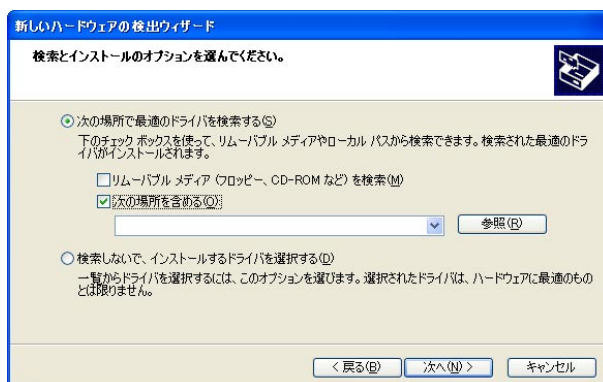 新しいハードウェアの検出ウィザード
検索とインストールのオプションを選んでください。
次の場所で最適のドライバを検索する(S)
下のチェック ボックスを使って、リムーバブル メディアやローカル パスから検索できます。検索された最適のドラ
イバがインストールされます。
リムーバブル メディア (フロッピー、CD-ROM など) を検索(M)
次の場所を含める(O):
参照(R)
検索しないで、インストールするドライバを選択する(D)
一覧からドライバを選択するには、このオプションを選びます。選択されたドライバは、ハードウェアに最適のもの
とは限りません。
< 戻る(B) 次へ(N) > キャンセル